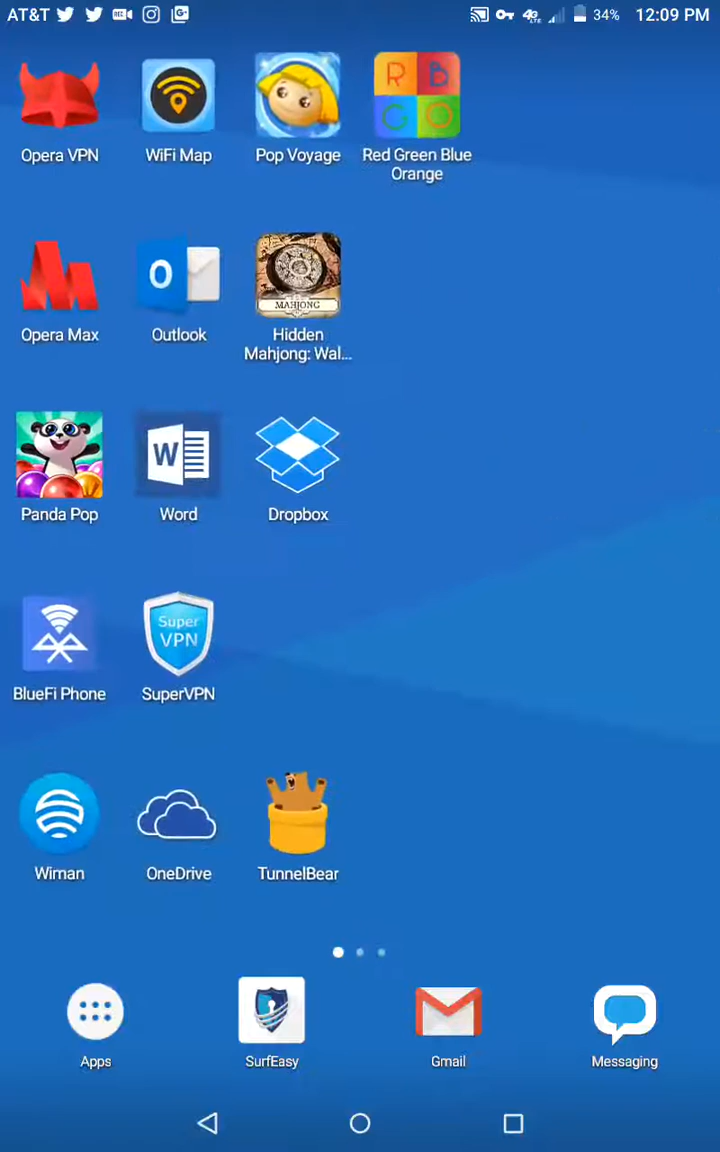 AT&T 4G LTE 34% 12:09 PM
R B
G O
Opera VPN WiFi Map Pop Voyage Red Green Blue
Orange
O
MAHJONG
Opera Max Outlook Hidden
Mahjong: Wal...
W
Panda Pop Word Dropbox
Super
VPN
BlueFi Phone SuperVPN
Wiman OneDrive TunnelBear
Apps SurfEasy Gmail Messaging